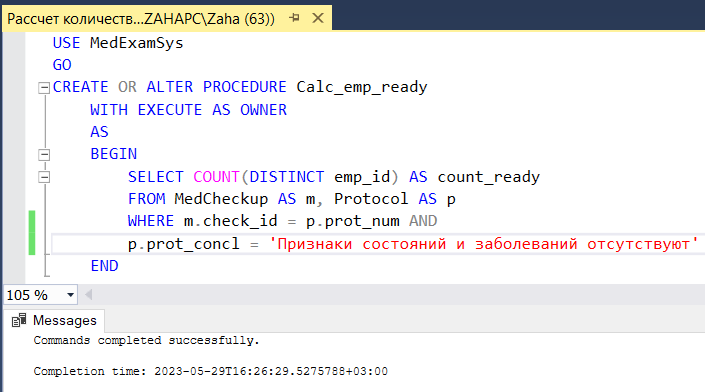 Рассчет количеств...ZAHAPC\Zaha (63))
USE MedExamSys
GO
CREATE OR ALTER PROCEDURE Calc_emp_ready
WITH EXECUTE AS OWNER
AS
BEGIN
SELECT COUNT(DISTINCT emp_id) AS count_ready
FROM MedCheckup AS m, Protocol AS p
WHERE m.check_id = p.prot_num AND
p.prot_concl = 'Признаки состояний и заболеваний отсутствуют'
END
105 %
Messages
Commands completed successfully.
Completion time: 2023-05-29T16:26:29.5275788+03:00